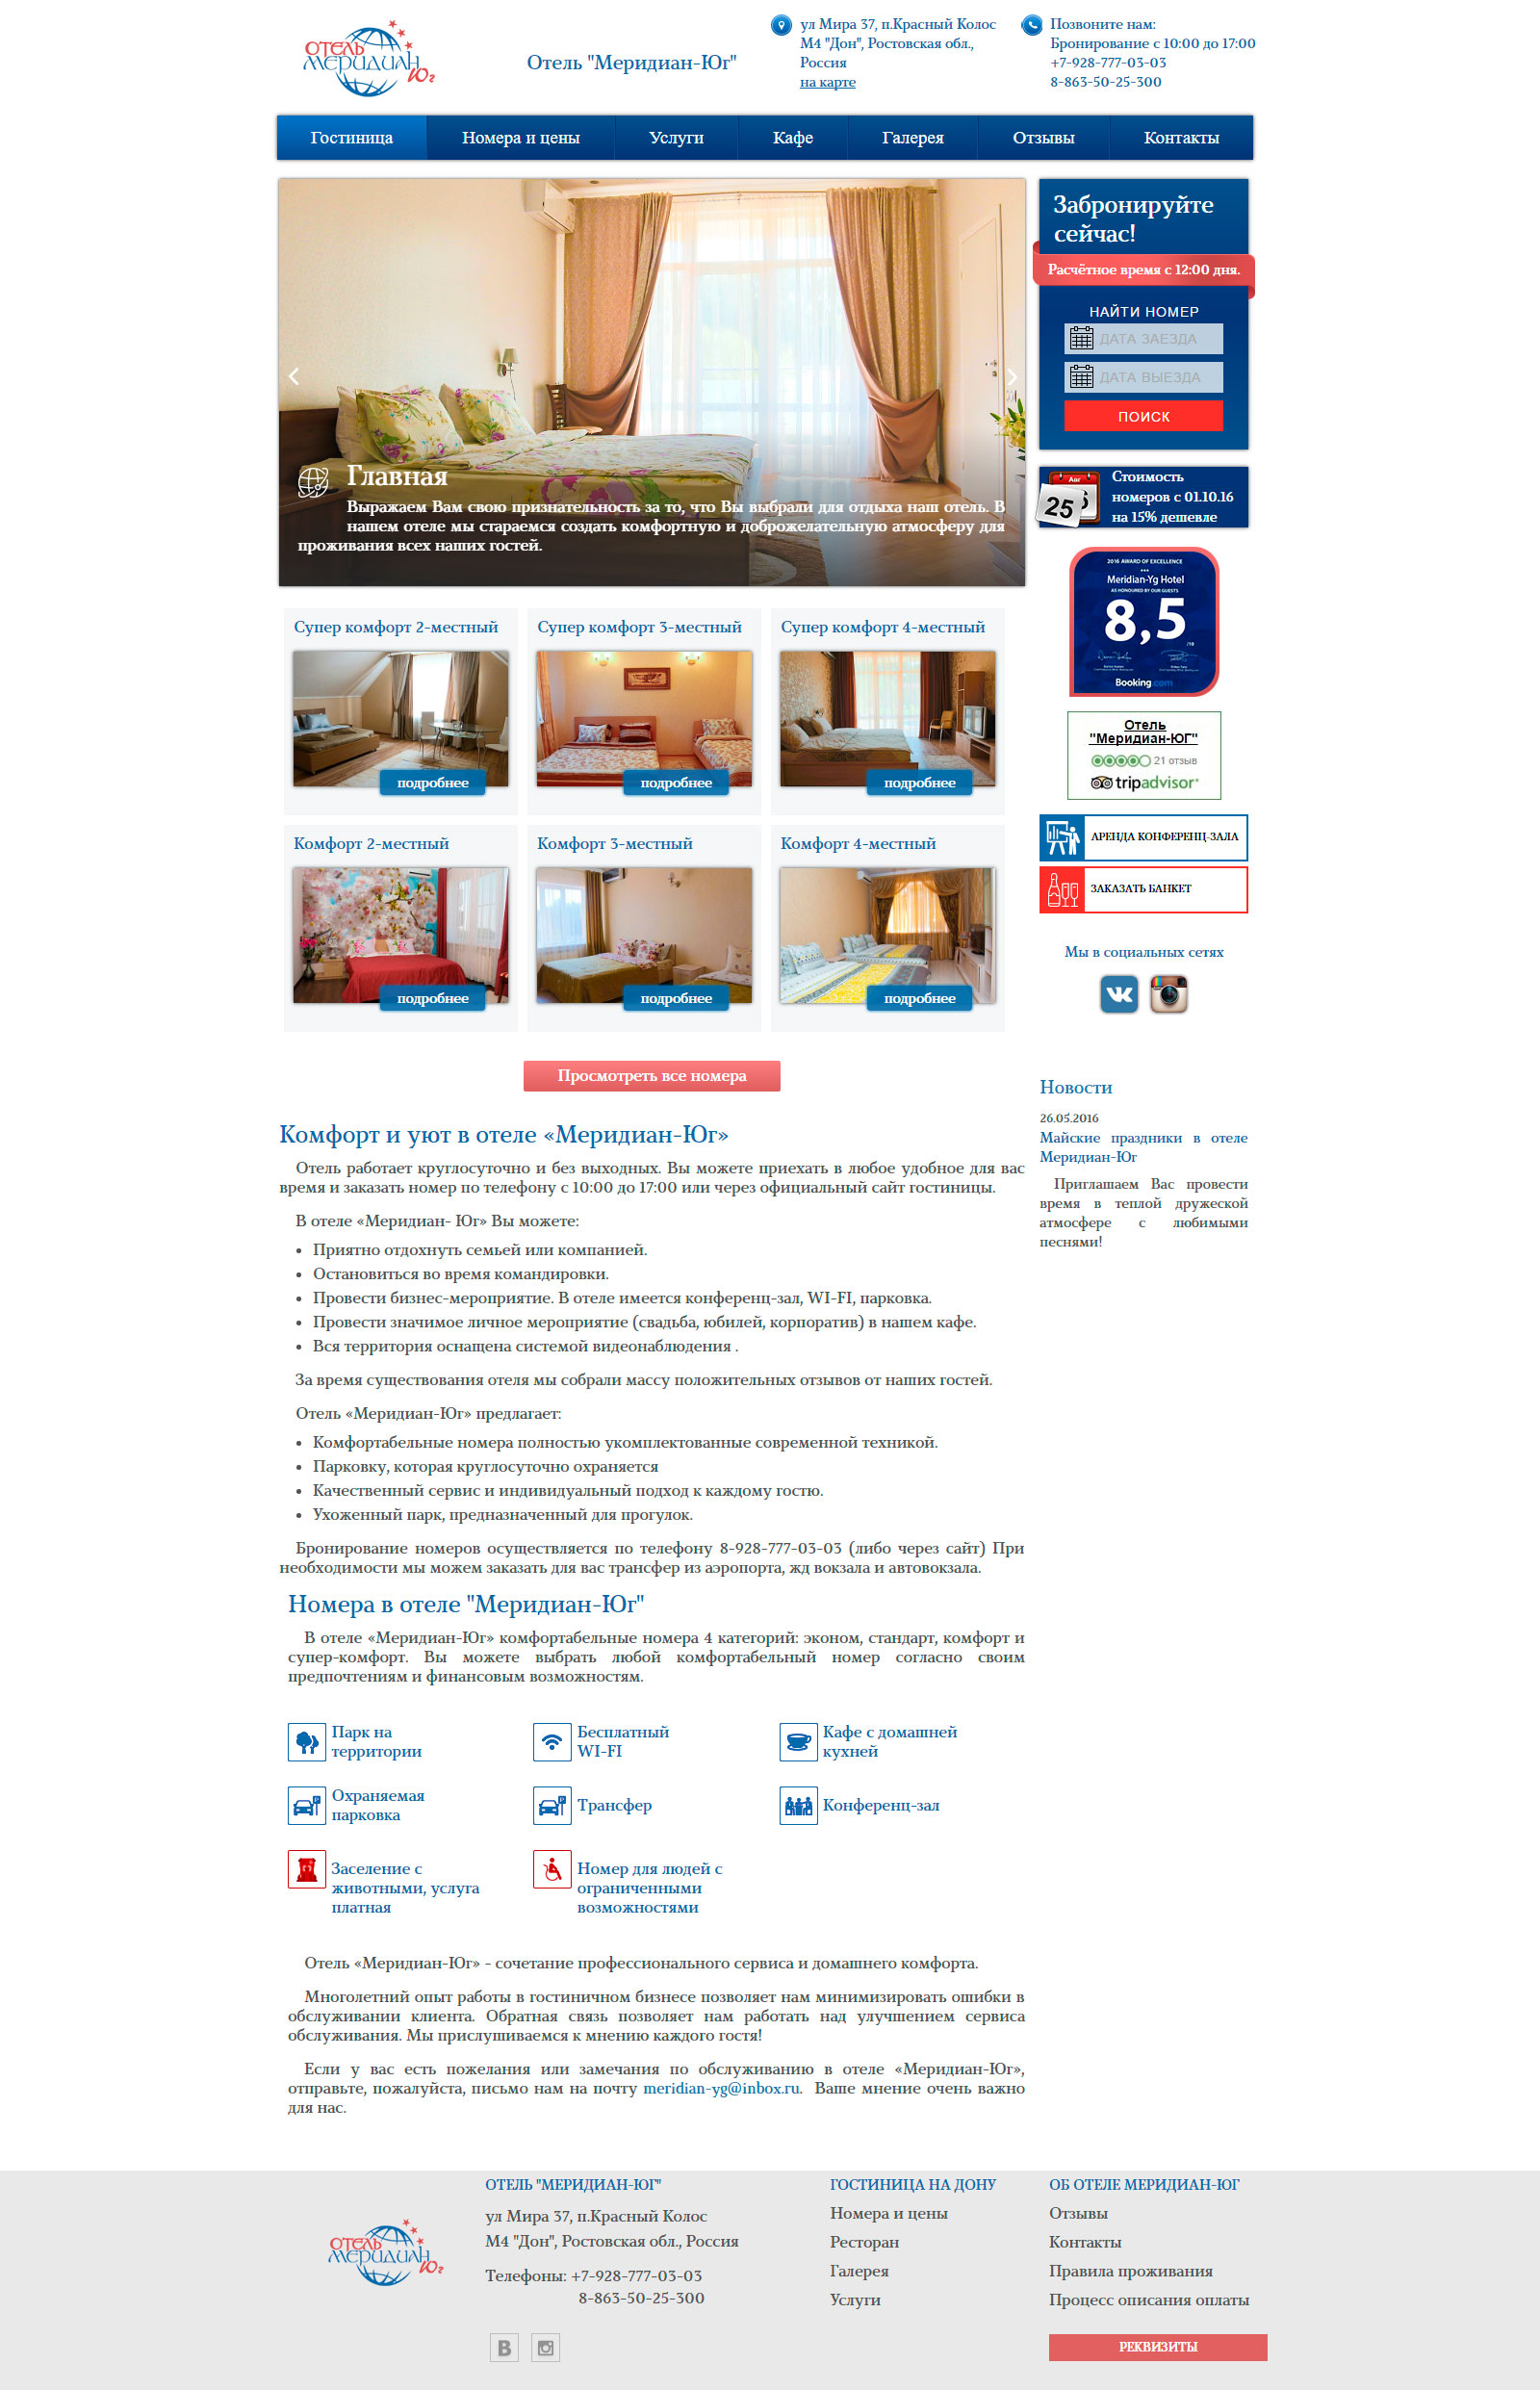 ОТЕЛЬ
МЕРИДИАН
Юг
Отель "Меридиан-Юг"
ул Мира 37, п.Красный Колос
М4 "Дон", Ростовская обл.,
Россия
на карте
Позвоните нам:
Бронирование с 10:00 до 17:00
+7-928-777-03-03
8-863-50-25-300
Гостиница
Номера и цены
Услуги
Кафе
Галерея
Отзывы
Контакты
Главная
Выражаем Вам свою признательность за то, что Вы выбрали для отдыха наш отель. В
нашем отеле мы стараемся создать комфортную и доброжелательную атмосферу для
проживания всех наших гостей.
Забронируйте
сейчас!
Расчётное время с 12:00 дня.
НАЙТИ НОМЕР
ДАТА ЗАЕЗДА
ДАТА ВЫЕЗДА
ПОИСК
Авг
25
Стоимость
номеров с 01.10.16
на 15% дешевле
2016 AWARD OF EXCELLENCE
Meridian-Yg Hotel
AS HONOURED BY OUR GUESTS
8,5
/10
Booking.com
Отель
"Меридиан-ЮГ"
21 отзыв
tripadvisor
АРЕНДА КОНФЕРЕНЦ-ЗАЛА
ЗАКАЗАТЬ БАНКЕТ
Мы в социальных сетях
Супер комфорт 2-местный
подробнее
Супер комфорт 3-местный
подробнее
Супер комфорт 4-местный
подробнее
Комфорт 2-местный
подробнее
Комфорт 3-местный
подробнее
Комфорт 4-местный
подробнее
Просмотреть все номера
Новости
26.05.2016
Майские праздники в отеле
Меридиан-Юг
Приглашаем Вас провести
время в теплой дружеской
атмосфере с любимыми
песнями!
Комфорт и уют в отеле «Меридиан-Юг»
Отель работает круглосуточно и без выходных. Вы можете приехать в любое удобное для вас
время и заказать номер по телефону с 10:00 до 17:00 или через официальный сайт гостиницы.
В отеле «Меридиан- Юг» Вы можете:
• Приятно отдохнуть семьей или компанией.
• Остановиться во время командировки.
• Провести бизнес-мероприятие. В отеле имеется конференц-зал, WI-FI, парковка.
• Провести значимое личное мероприятие (свадьба, юбилей, корпоратив) в нашем кафе.
• Вся территория оснащена системой видеонаблюдения .
За время существования отеля мы собрали массу положительных отзывов от наших гостей.
Отель «Меридиан-Юг» предлагает:
• Комфортабельные номера полностью укомплектованные современной техникой.
• Парковку, которая круглосуточно охраняется
• Качественный сервис и индивидуальный подход к каждому гостю.
• Ухоженный парк, предназначенный для прогулок.
Бронирование номеров осуществляется по телефону 8-928-777-03-03 (либо через сайт) При
необходимости мы можем заказать для вас трансфер из аэропорта, жд вокзала и автовокзала.
Номера в отеле "Меридиан-Юг"
В отеле «Меридиан-Юг» комфортабельные номера 4 категорий: эконом, стандарт, комфорт и
супер-комфорт. Вы можете выбрать любой комфортабельный номер согласно своим
предпочтениям и финансовым возможностям.
Парк на
территории
Бесплатный
WI-FI
Кафе с домашней
кухней
Охраняемая
парковка
Трансфер
Конференц-зал
Заселение с
животными, услуга
платная
Номер для людей с
ограниченными
возможностями
Отель «Меридиан-Юг» - сочетание профессионального сервиса и домашнего комфорта.
Многолетний опыт работы в гостиничном бизнесе позволяет нам минимизировать ошибки в
обслуживании клиента. Обратная связь позволяет нам работать над улучшением сервиса
обслуживания. Мы прислушиваемся к мнению каждого гостя!
Если у вас есть пожелания или замечания по обслуживанию в отеле «Меридиан-Юг»,
отправьте, пожалуйста, письмо нам на почту meridian-yg@inbox.ru. Ваше мнение очень важно
для нас.
ОТЕЛЬ
МЕРИДИАН
Юг
ОТЕЛЬ "МЕРИДИАН-ЮГ"
ул Мира 37, п.Красный Колос
М4 "Дон", Ростовская обл., Россия
Телефоны: +7-928-777-03-03
8-863-50-25-300
ГОСТИНИЦА НА ДОНУ
Номера и цены
Ресторан
Галерея
Услуги
ОБ ОТЕЛЕ МЕРИДИАН-ЮГ
Отзывы
Контакты
Правила проживания
Процесс описания оплаты
РЕКВИЗИТЫ